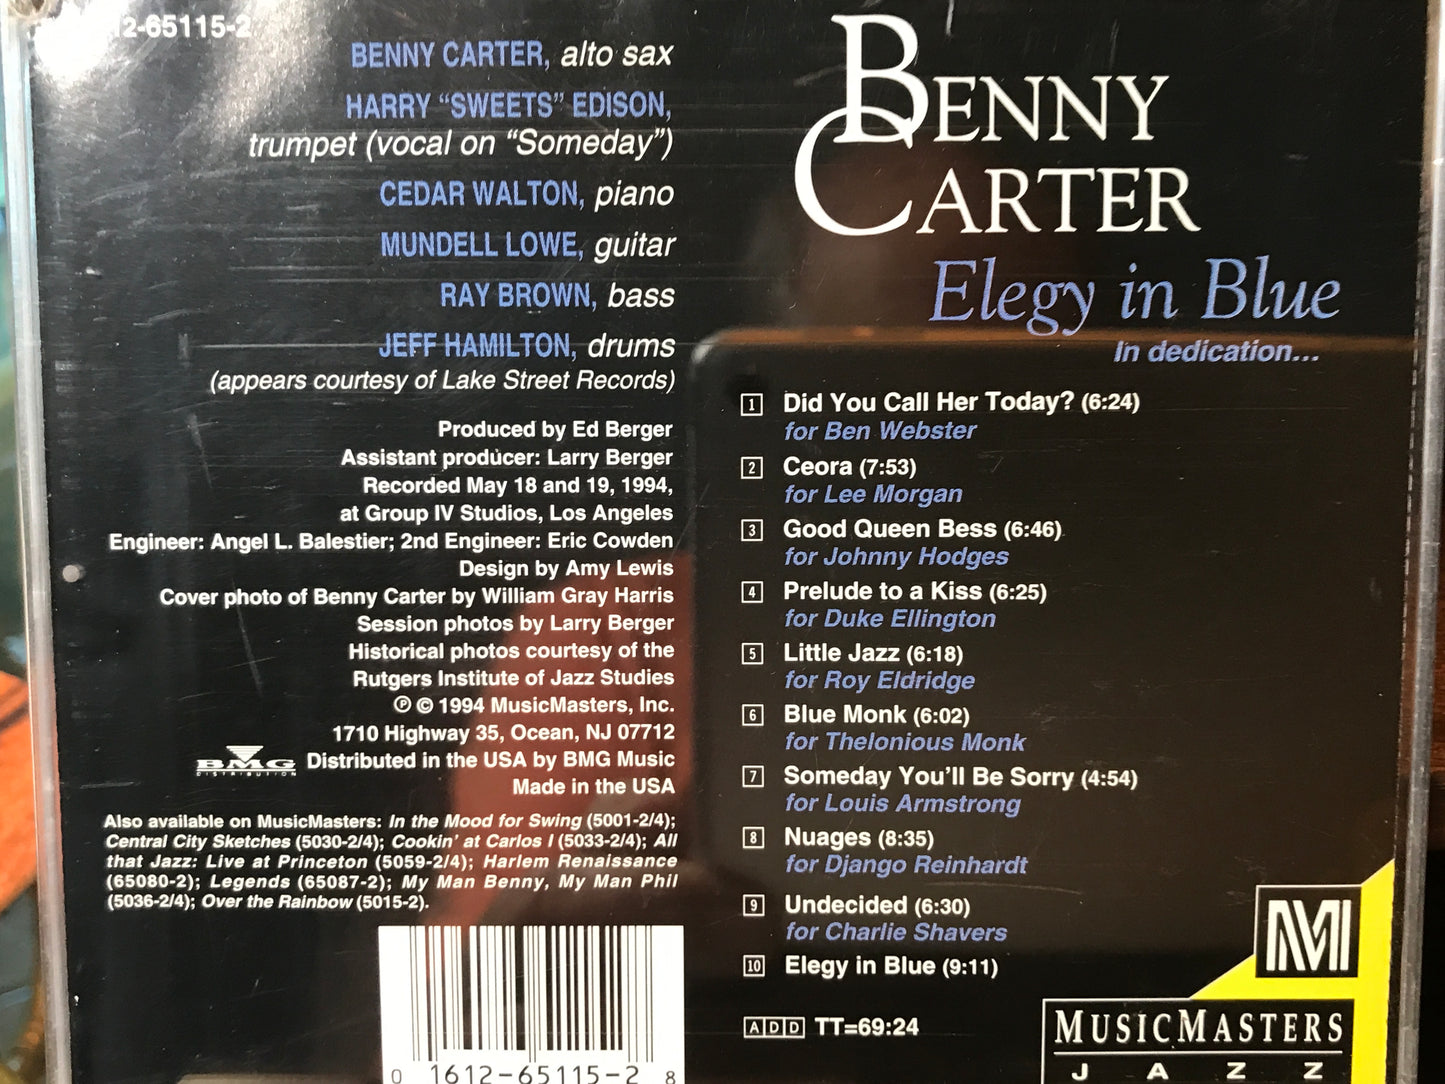 12-65115-2
BENNY CARTER, alto sax
HARRY “SWEETS” EDISON,
trumpet (vocal on “Someday”)
CEDAR WALTON, piano
MUNDELL LOWE, guitar
RAY BROWN, bass
JEFF HAMILTON, drums
(appears courtesy of Lake Street Records)
Produced by Ed Berger
Assistant producer: Larry Berger
Recorded May 18 and 19, 1994,
at Group IV Studios, Los Angeles
Engineer: Angel L. Balestier; 2nd Engineer: Eric Cowden
Design by Amy Lewis
Cover photo of Benny Carter by William Gray Harris
Session photos by Larry Berger
Historical photos courtesy of the
Rutgers Institute of Jazz Studies
℗ © 1994 MusicMasters, Inc.
1710 Highway 35, Ocean, NJ 07712
Distributed in the USA by BMG Music
Made in the USA
BMG
DISTRIBUTION
Also available on MusicMasters: In the Mood for Swing (5001-2/4);
Central City Sketches (5030-2/4); Cookin’ at Carlos I (5033-2/4); All
that Jazz: Live at Princeton (5059-2/4); Harlem Renaissance
(65080-2); Legends (65087-2); My Man Benny, My Man Phil
(5036-2/4); Over the Rainbow (5015-2).
0 1612-65115-2 8
BENNY
CARTER
Elegy in Blue
In dedication...
1 Did You Call Her Today? (6:24)
for Ben Webster
2 Ceora (7:53)
for Lee Morgan
3 Good Queen Bess (6:46)
for Johnny Hodges
4 Prelude to a Kiss (6:25)
for Duke Ellington
5 Little Jazz (6:18)
for Roy Eldridge
6 Blue Monk (6:02)
for Thelonious Monk
7 Someday You’ll Be Sorry (4:54)
for Louis Armstrong
8 Nuages (8:35)
for Django Reinhardt
9 Undecided (6:30)
for Charlie Shavers
10 Elegy in Blue (9:11)
ADD TT=69:24
MM
MUSICMASTERS
JAZZ